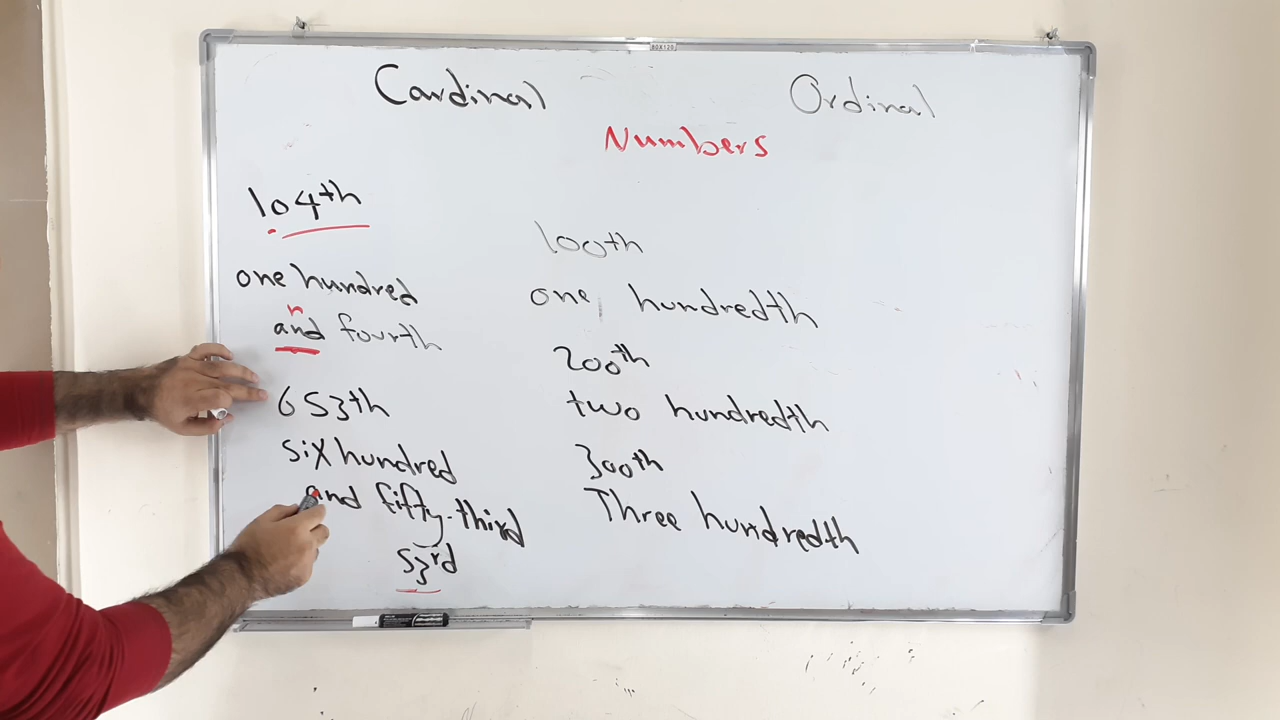 80X120
Cardinal
Ordinal
Numbers
104th
one hundred
n
and fourth
653th
six hundred
and fifty-third
53rd
100th
one hundredth
200th
two hundredth
300th
Three hundredth